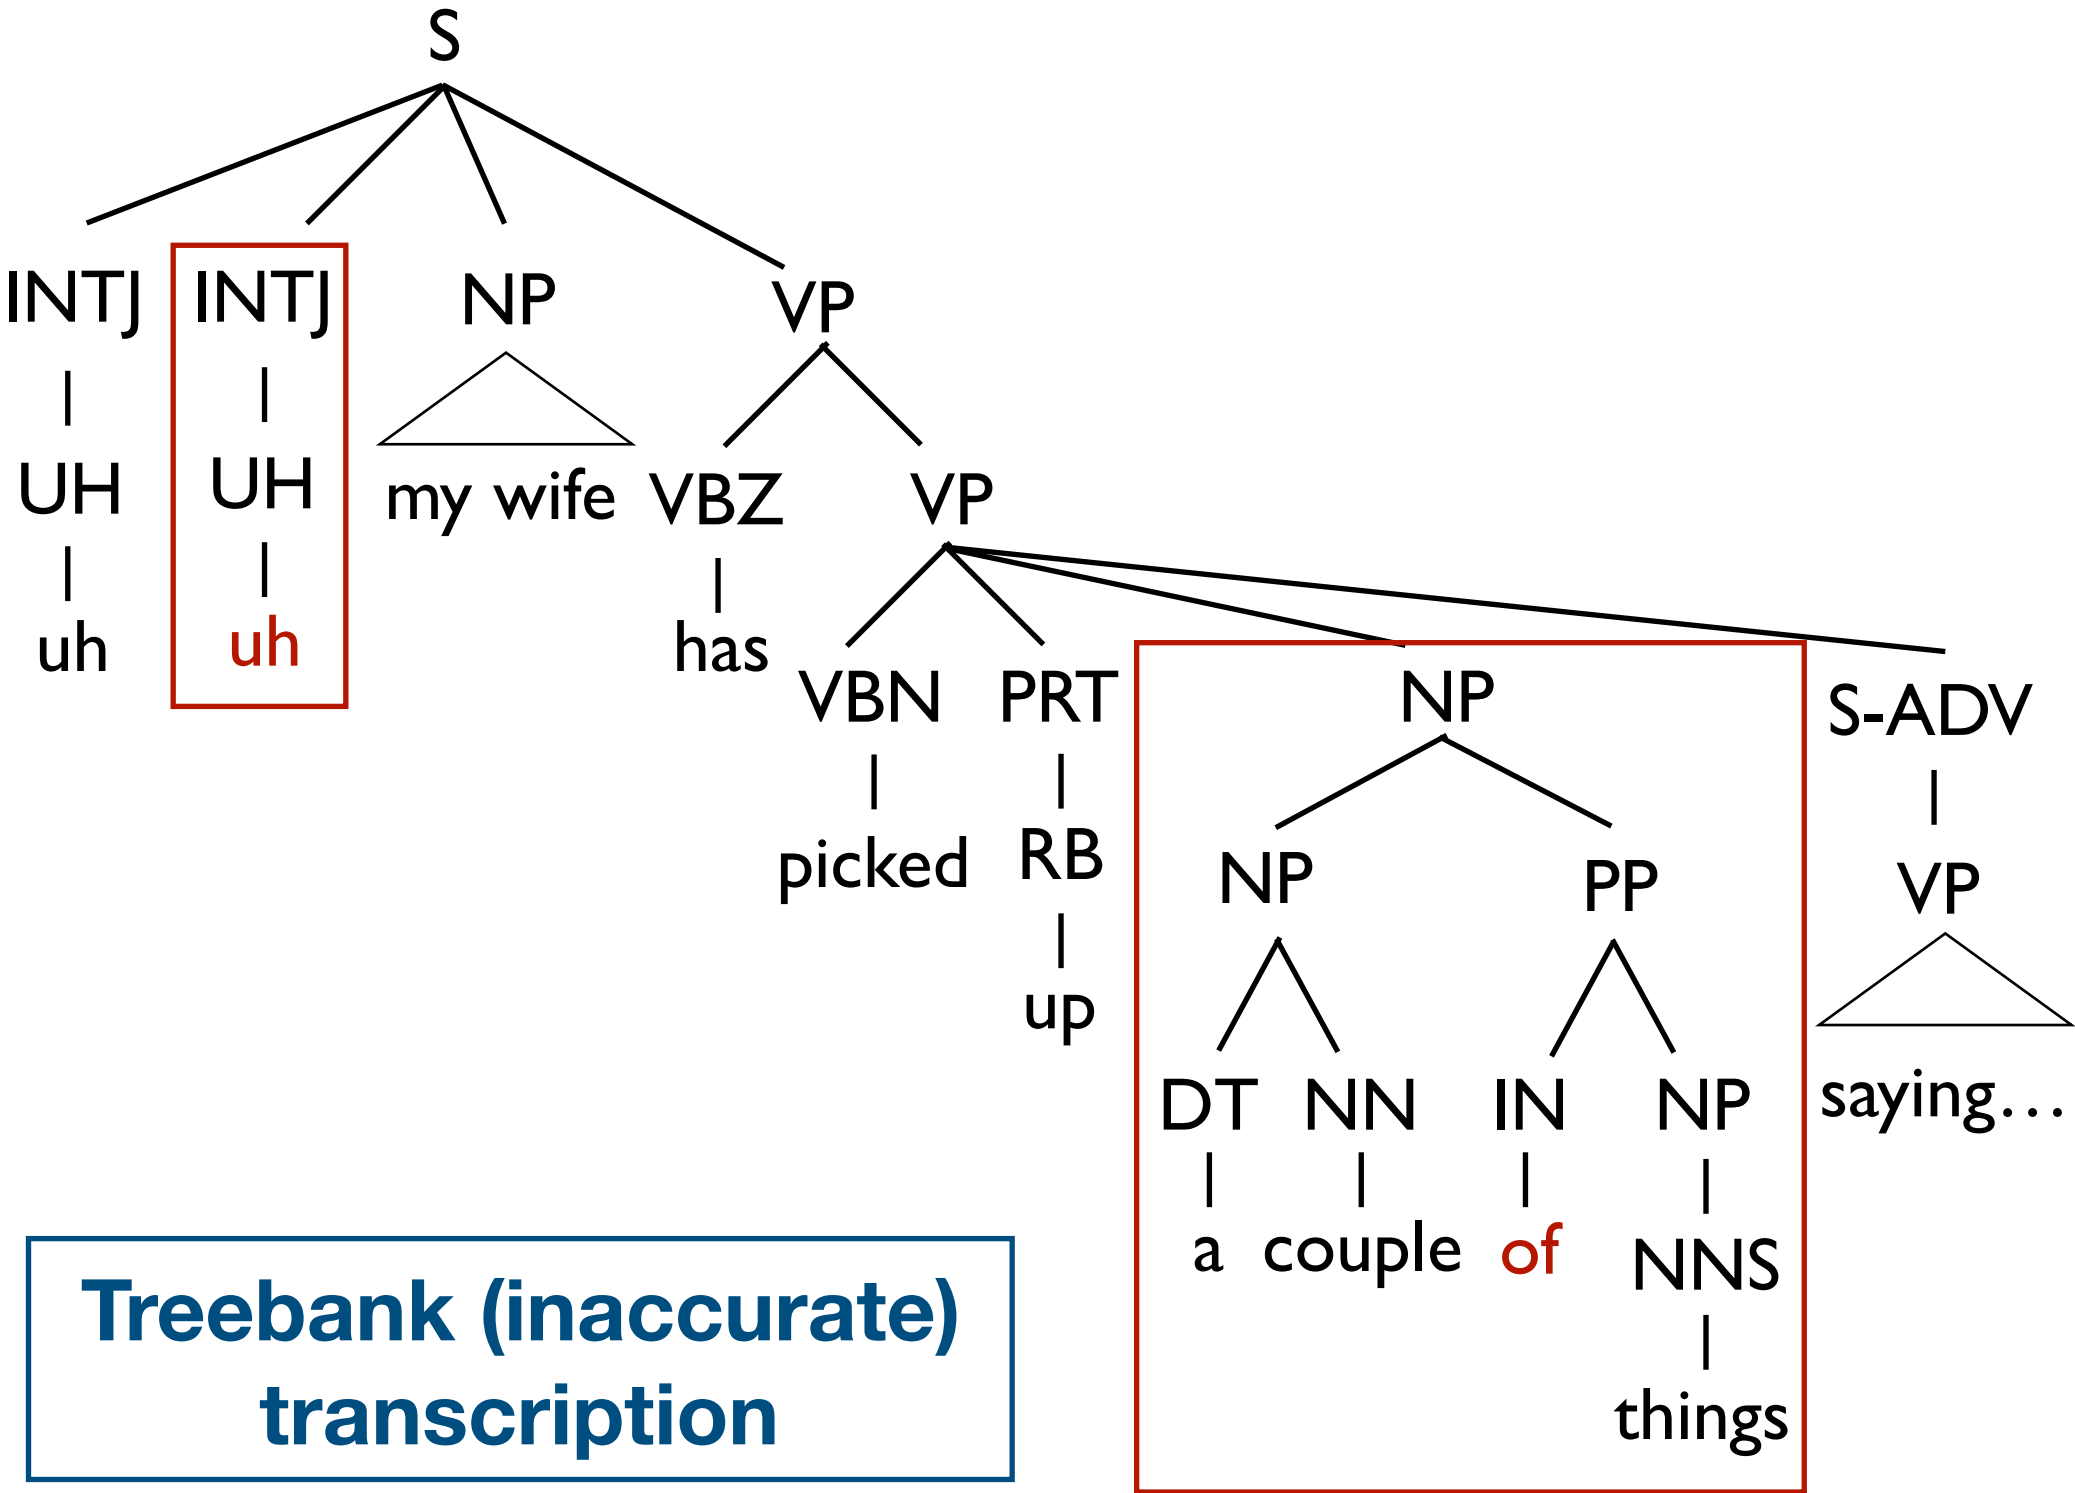 S
INTJ INTJ NP VP
UH UH my wife VBZ VP
uh uh has
VBN PRT NP S-ADV
picked RB NP PP VP
up
DT NN IN NP saying…
a couple of NNS
things
Treebank (inaccurate)
transcription